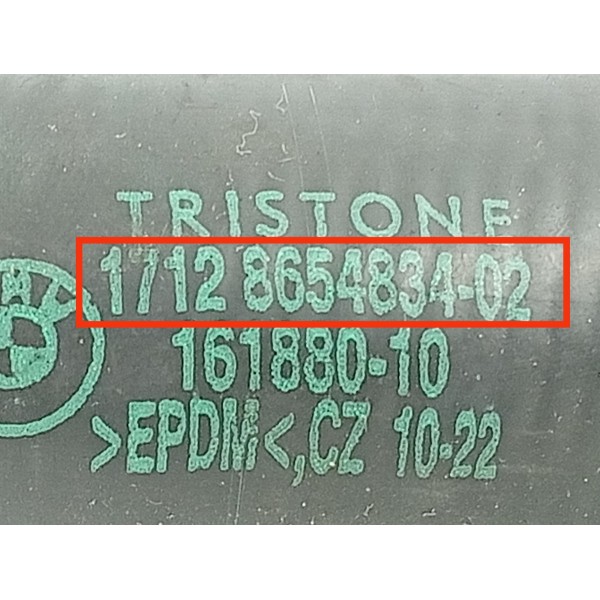 TRISTONE
1712 8654834-02
161880-10
>EPDM<,CZ 10-22